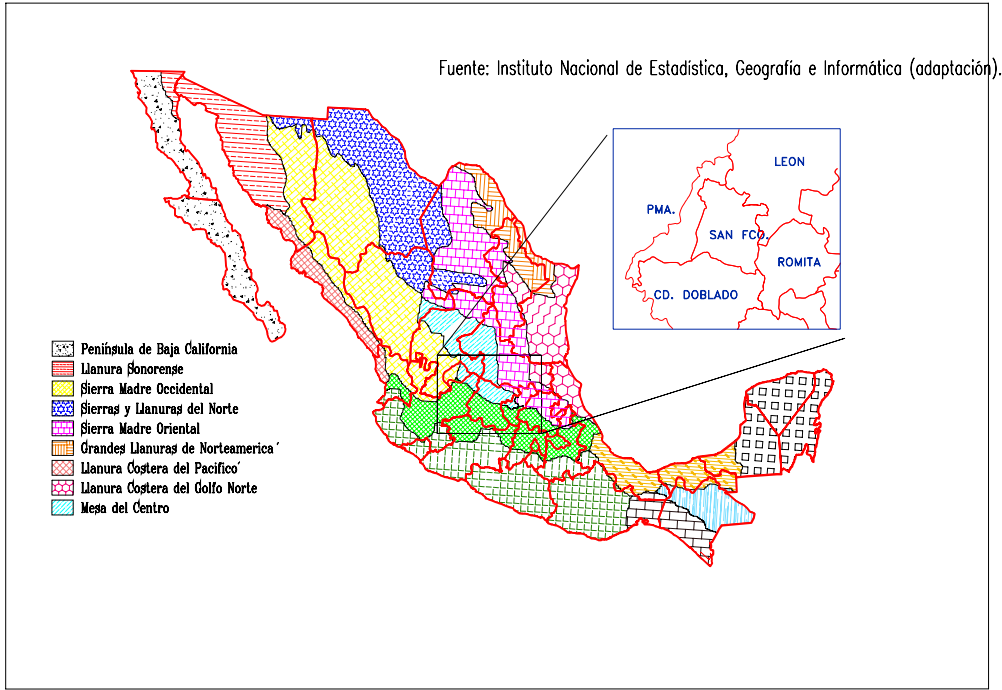 Fuente: Instituto Nacional de Estadística, Geografía e Informática (adaptación).
LEON
PMA.
SAN FCO.
ROMITA
CD. DOBLADO
Península de Baja California
Llanura Sonorense
Sierra Madre Occidental
Sierras y Llanuras del Norte
Sierra Madre Oriental
Grandes Llanuras de Norteamerica´
Llanura Costera del Pacifico´
Llanura Costera del Golfo Norte
Mesa del Centro